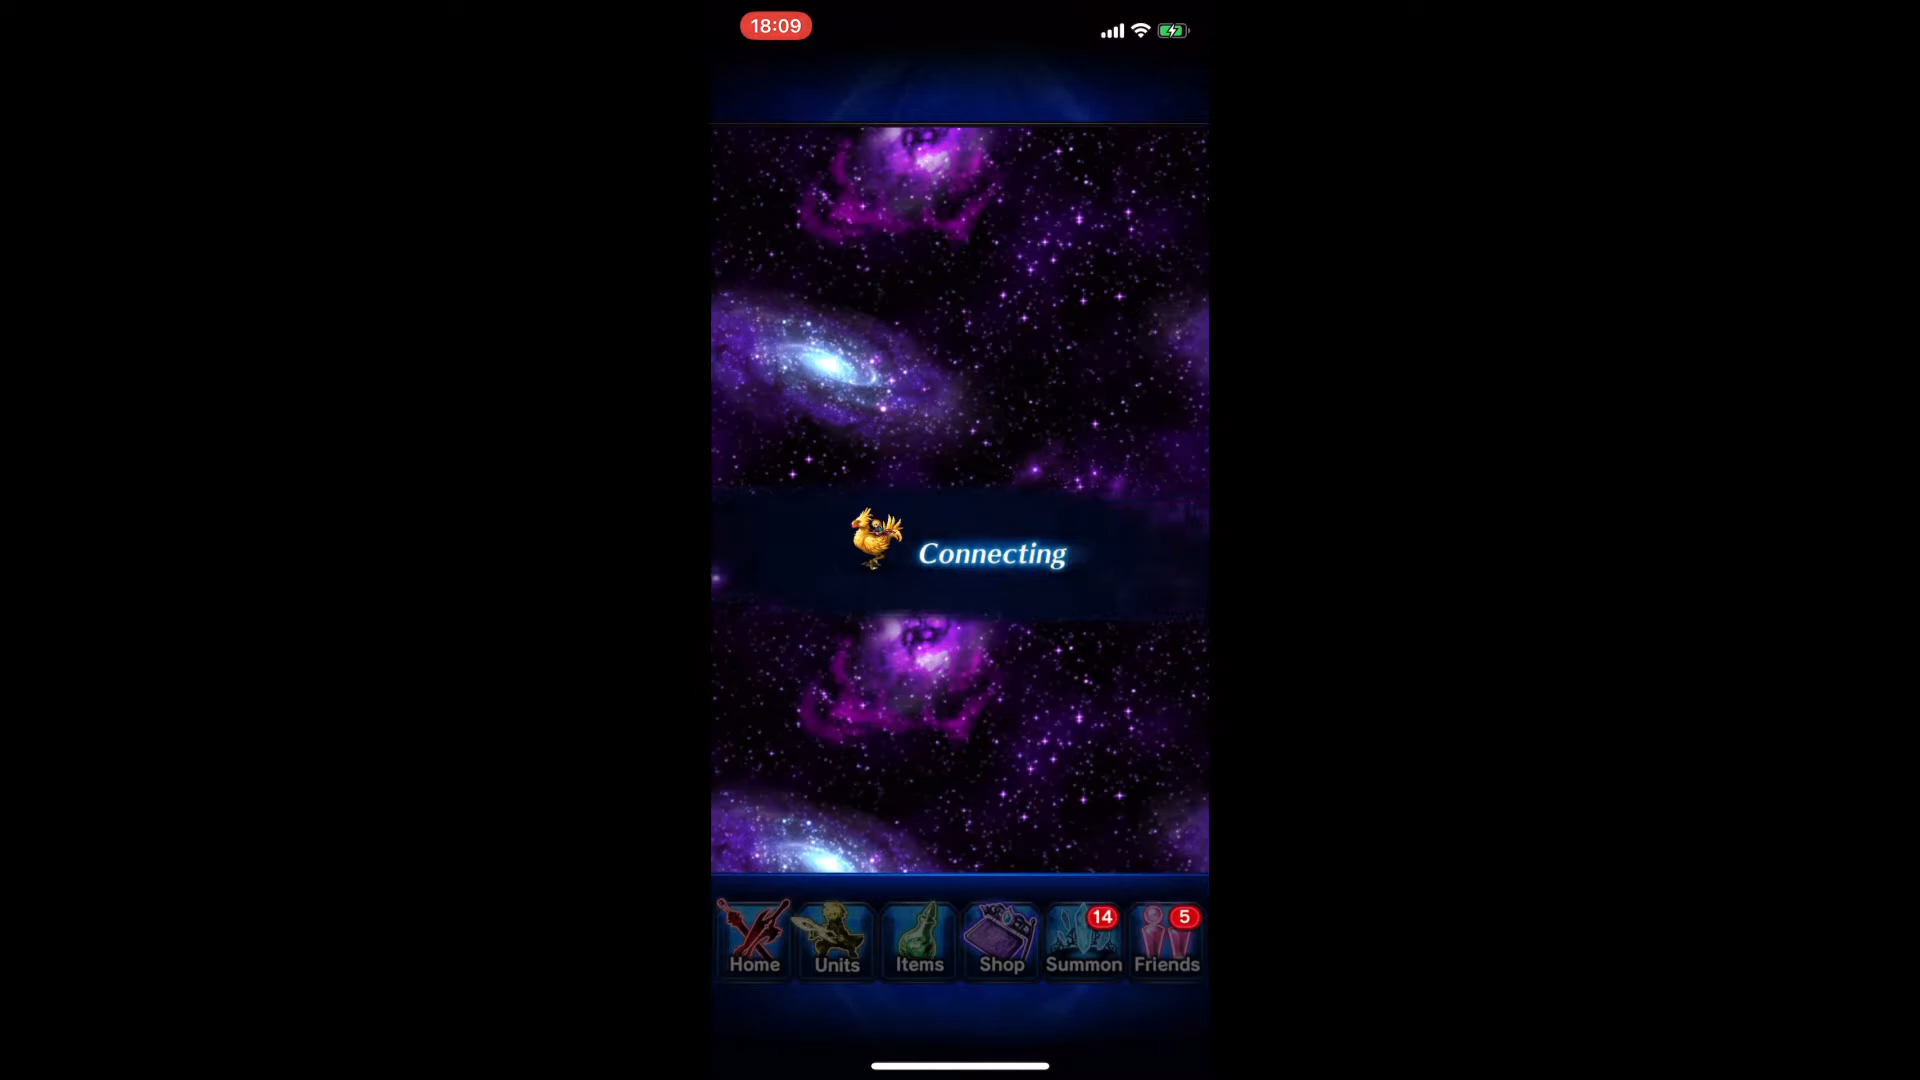 18:09
Connecting
14
5
Home
Units
Items
Shop
Summon
Friends